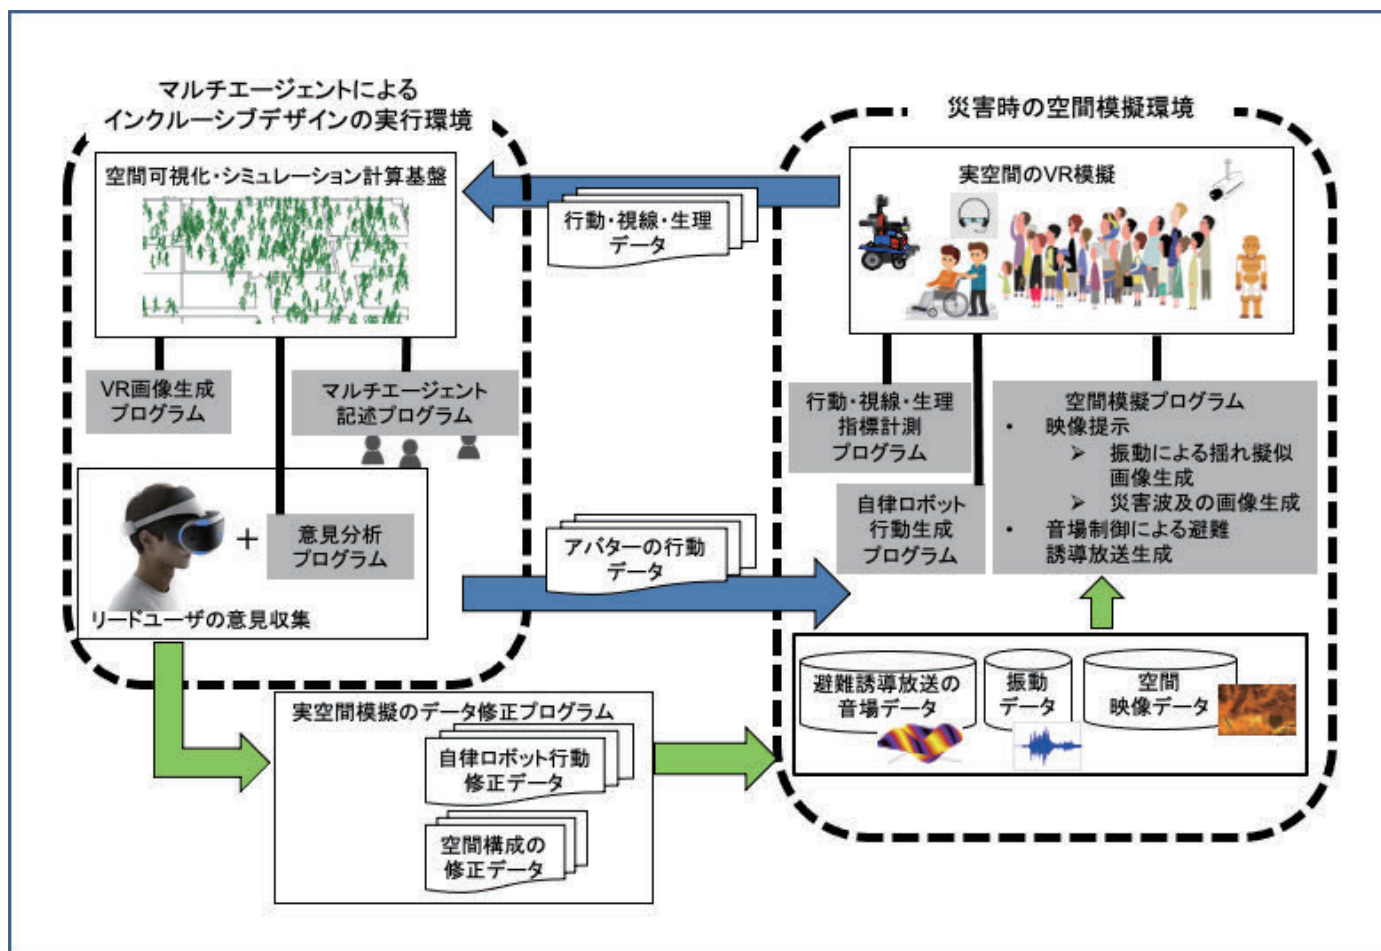 マルチエージェントによる
インクルーシブデザインの実行環境
空間可視化・シミュレーション計算基盤
VR画像生成
プログラム
マルチエージェント
記述プログラム
+
意見分析
プログラム
リードユーザの意見収集
行動・視線・生理
データ
アバターの行動
データ
実空間模擬のデータ修正プログラム
自律ロボット行動
修正データ
空間構成の
修正データ
災害時の空間模擬環境
実空間のVR模擬
行動・視線・生理
指標計測
プログラム
自律ロボット
行動生成
プログラム
空間模擬プログラム
• 映像提示
➢ 振動による揺れ擬似
画像生成
➢ 災害波及の画像生成
• 音場制御による避難
誘導放送生成
避難誘導放送の
音場データ
振動
データ
空間
映像データ